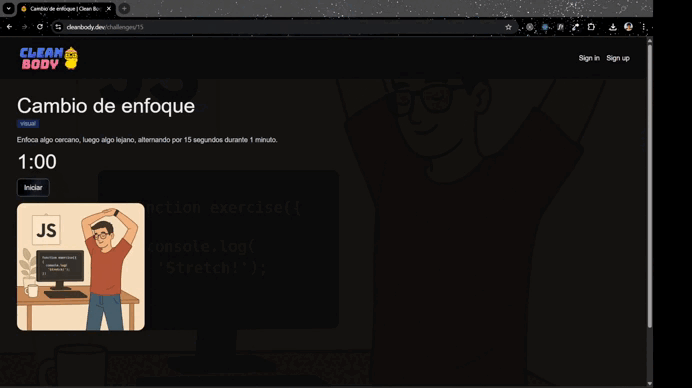 Cambio de enfoque | Clean Bo
cleanbody.dev/challenges/15
CLEAN
BODY
Sign in Sign up
Cambio de enfoque
visual
Enfoca algo cercano, luego algo lejano, alternando por 15 segundos durante 1 minuto.
1:00
Iniciar
JS
function exercise({
console.log(
'Stretch!');
function exercise({
{
console.log(
'Stretch!');